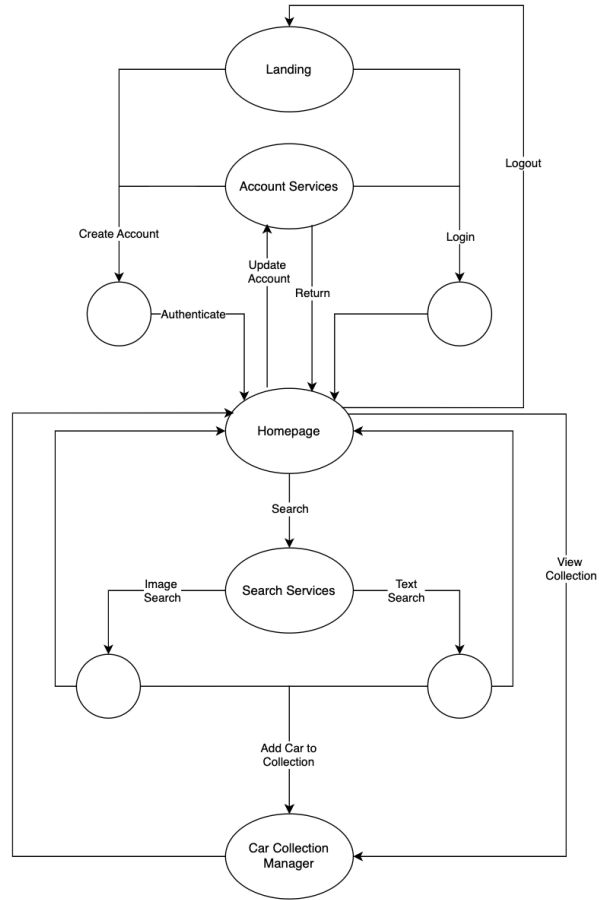 Landing
Logout
Account Services
Create Account
Login
Update
Account
Return
Authenticate
Homepage
Search
View
Collection
Image
Search
Search Services
Text
Search
Add Car to
Collection
Car Collection
Manager